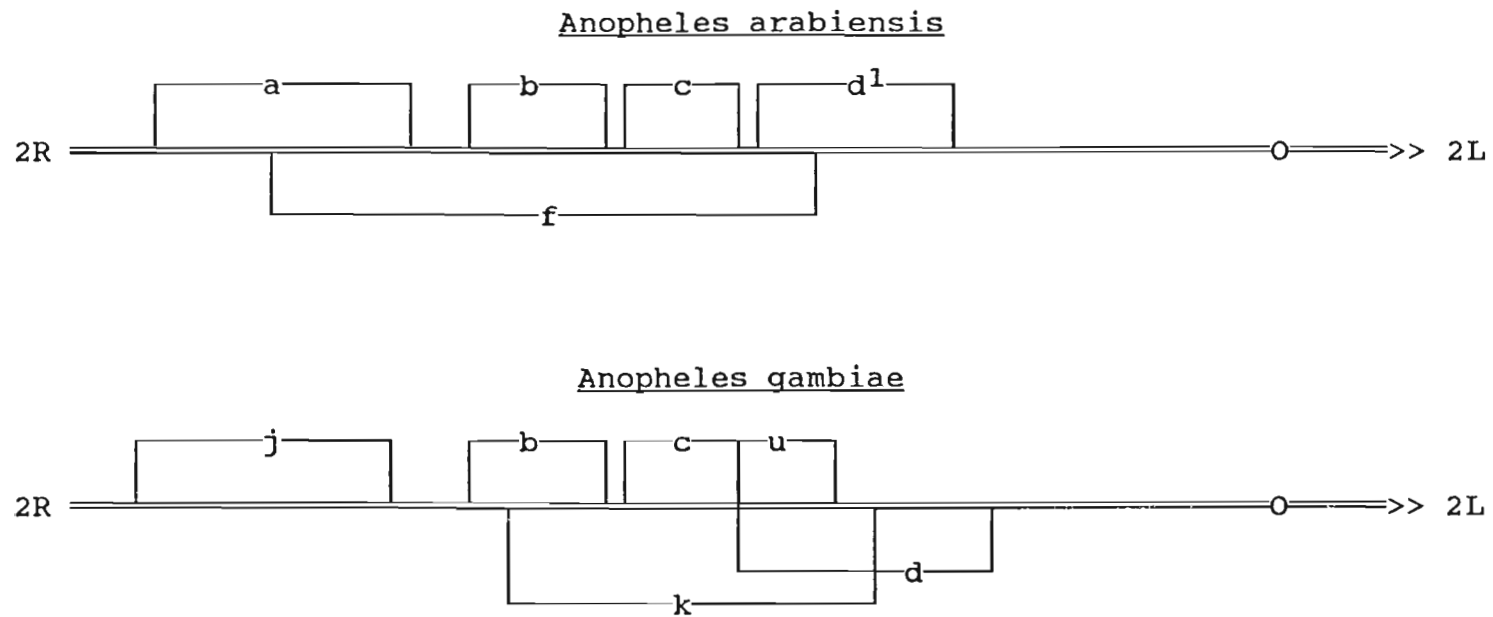 Anopheles arabiensis
a b c d1
2R O >> 2L
f
Anopheles gambiae
j b c u
2R O >> 2L
d
k